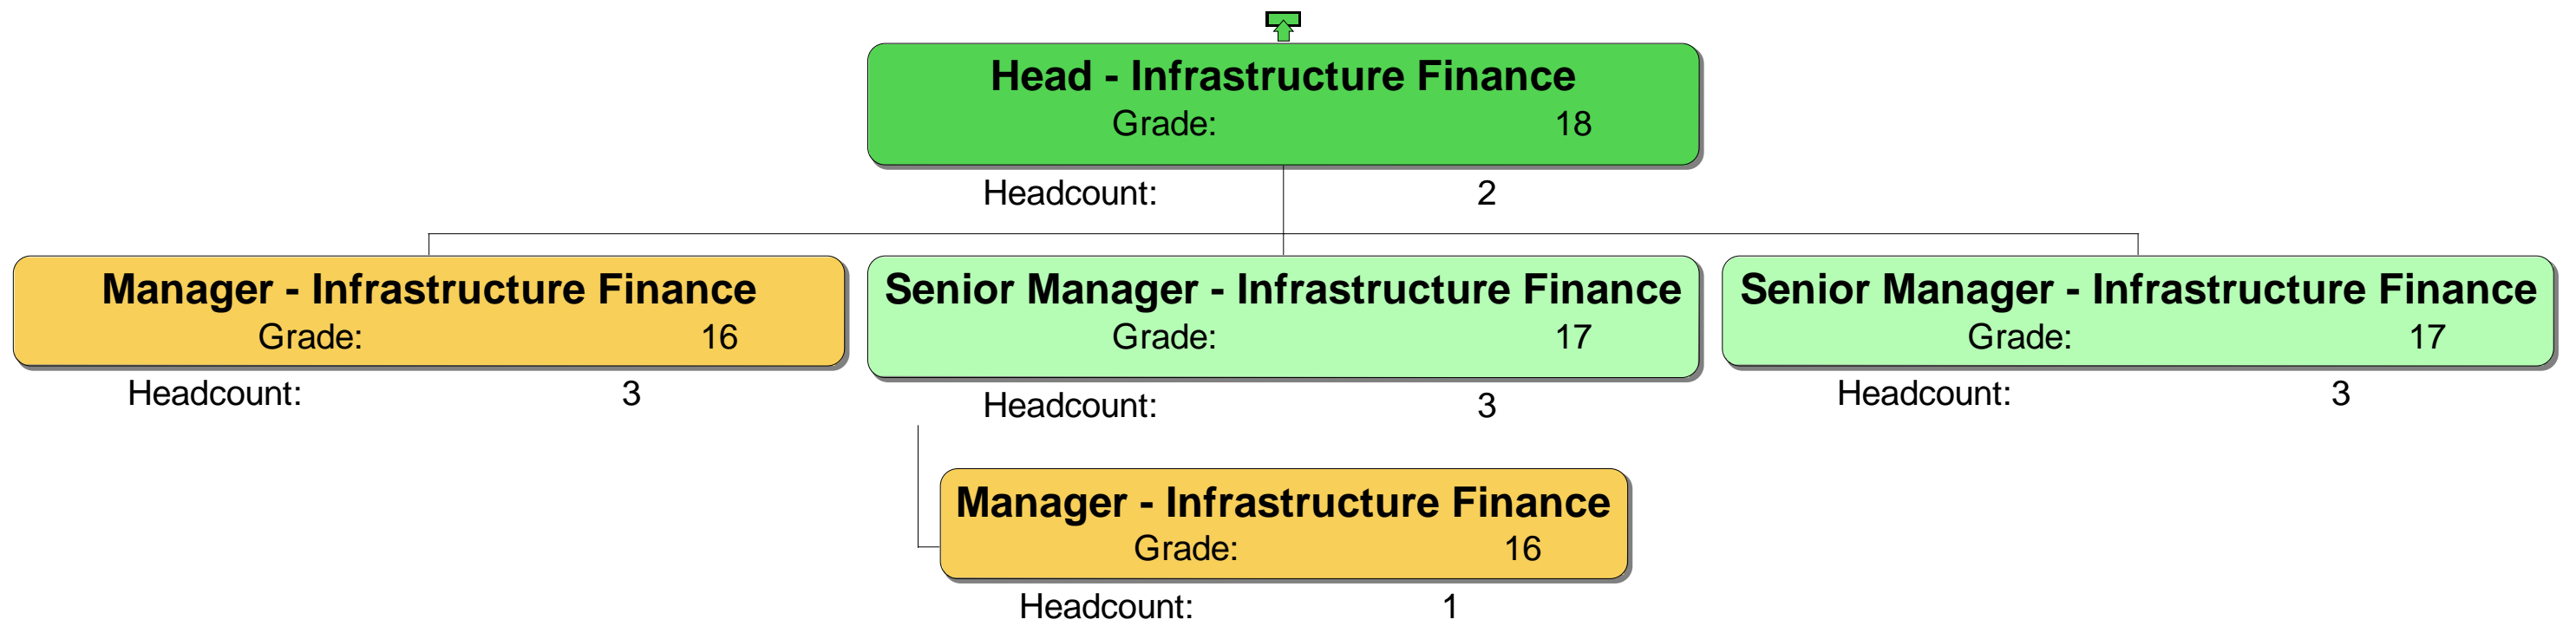 Head - Infrastructure Finance
Grade: 18
Headcount: 2
Manager - Infrastructure Finance
Grade: 16
Headcount: 3
Senior Manager - Infrastructure Finance
Grade: 17
Headcount: 3
Manager - Infrastructure Finance
Grade: 16
Headcount: 1
Senior Manager - Infrastructure Finance
Grade: 17
Headcount: 3